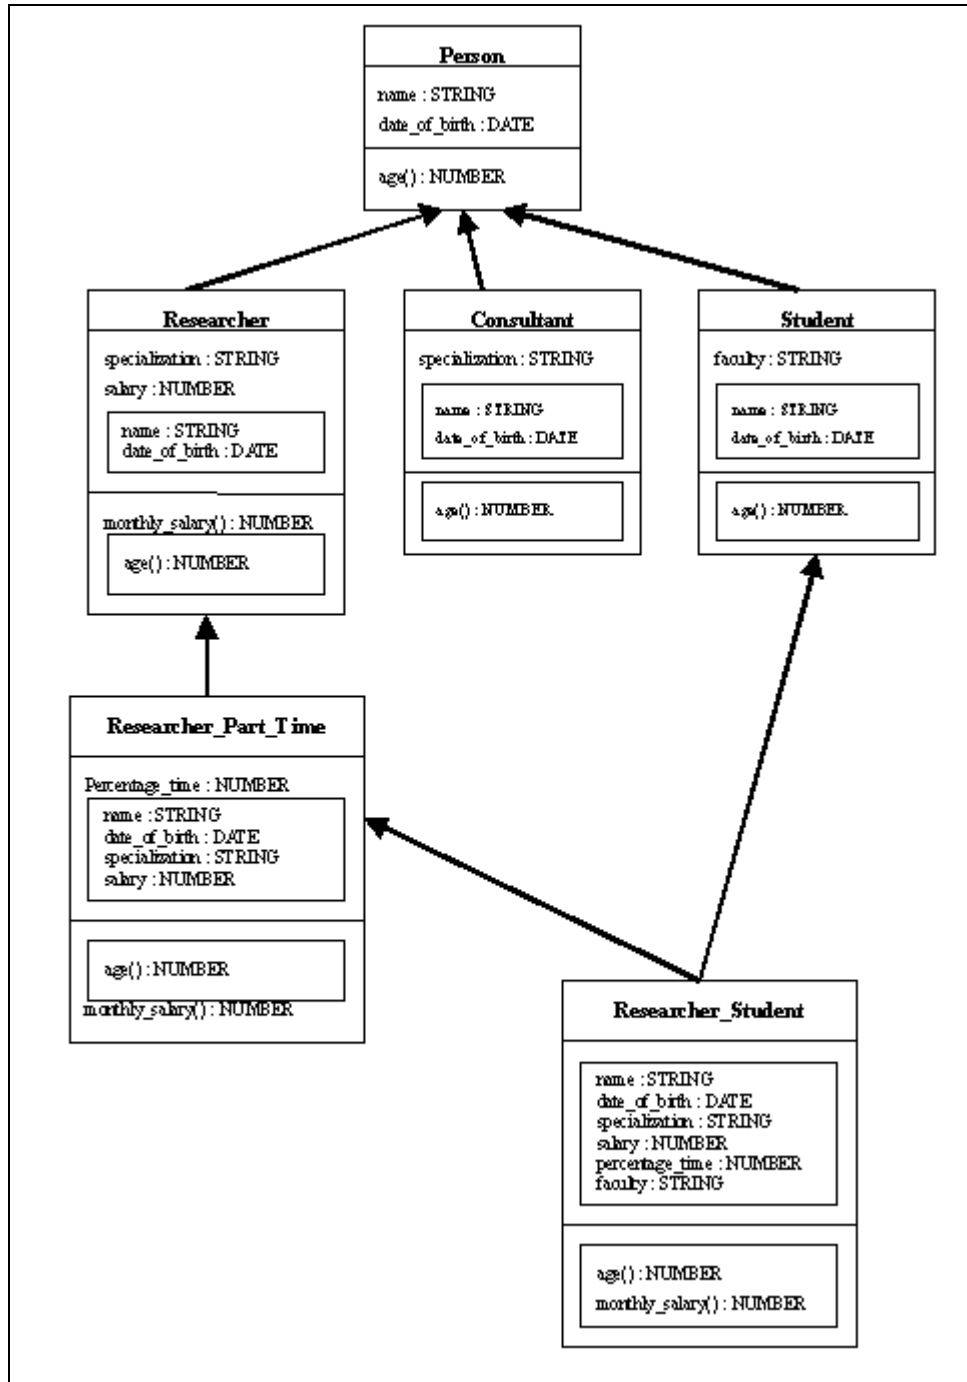 Person
name : STRING
date_of_birth : DATE
age() : NUMBER
Researcher
specialization : STRING
salary : NUMBER
name : STRING
date_of_birth : DATE
monthly_salary() : NUMBER
age() : NUMBER
Consultant
specialization : STRING
name : STRING
date_of_birth : DATE
age() : NUMBER
Student
faculty : STRING
name : STRING
date_of_birth : DATE
age() : NUMBER
Researcher_Part_Time
Percentage_time : NUMBER
name : STRING
date_of_birth : DATE
specialization : STRING
salary : NUMBER
age() : NUMBER
monthly_salary() : NUMBER
Researcher_Student
name : STRING
date_of_birth : DATE
specialization : STRING
salary : NUMBER
percentage_time : NUMBER
faculty : STRING
age() : NUMBER
monthly_salary() : NUMBER